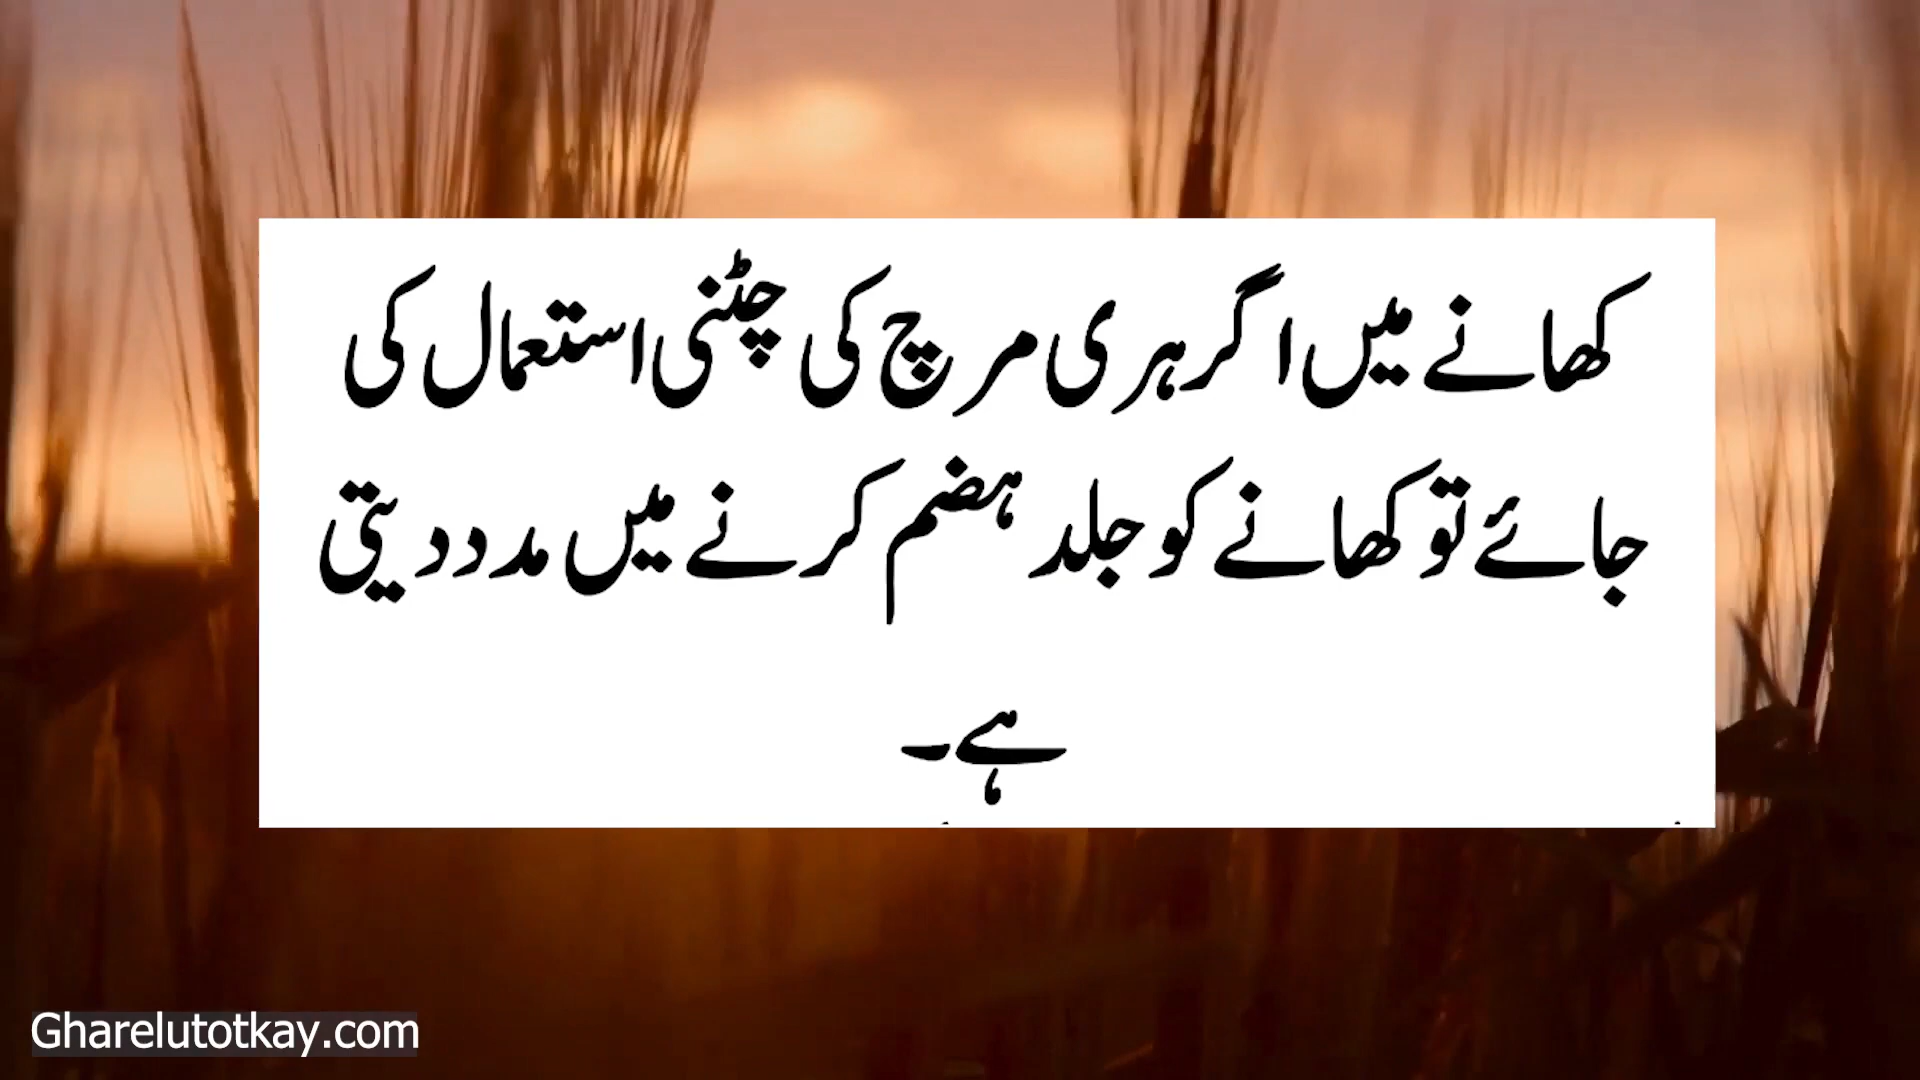 کھانے میں اگر ہری مرچ کی چٹنی استعمال کی
جائے تو کھانے کو جلد ہضم کرنے میں مدد دیتی
ہے۔
Gharelutotkay.com